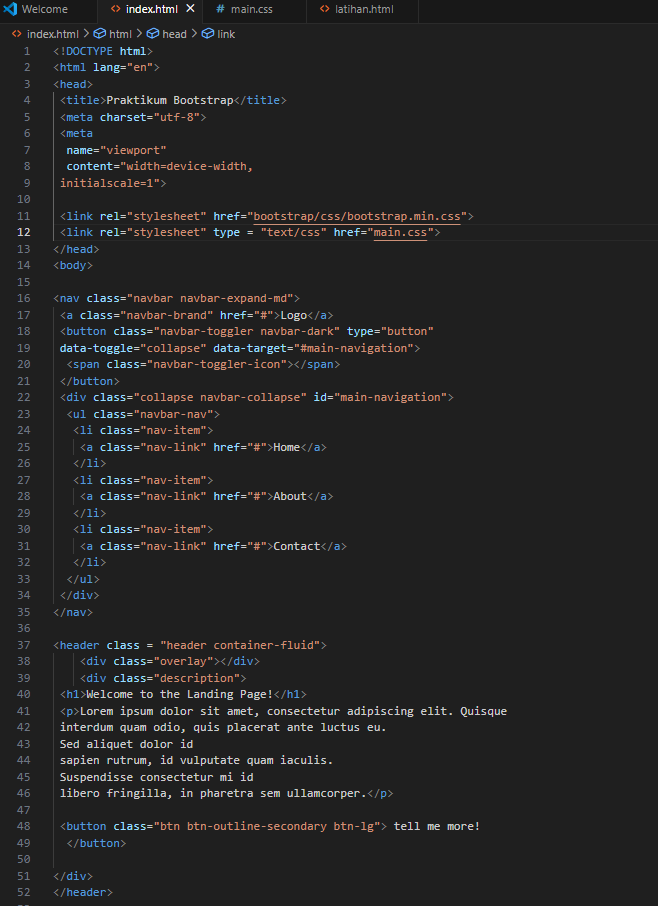 Welcome
index.html
main.css
latihan.html
index.html > html > head > link
1 <!DOCTYPE html>
2 <html lang="en">
3 <head>
4 <title>Praktikum Bootstrap</title>
5 <meta charset="utf-8">
6 <meta
7 name="viewport"
8 content="width=device-width,
9 initialscale=1">
10
11 <link rel="stylesheet" href="bootstrap/css/bootstrap.min.css">
12 <link rel="stylesheet" type = "text/css" href="main.css">
13 </head>
14 <body>
15
16 <nav class="navbar navbar-expand-md">
17 <a class="navbar-brand" href="#">Logo</a>
18 <button class="navbar-toggler navbar-dark" type="button"
19 data-toggle="collapse" data-target="#main-navigation">
20 <span class="navbar-toggler-icon"></span>
21 </button>
22 <div class="collapse navbar-collapse" id="main-navigation">
23 <ul class="navbar-nav">
24 <li class="nav-item">
25 <a class="nav-link" href="#">Home</a>
26 </li>
27 <li class="nav-item">
28 <a class="nav-link" href="#">About</a>
29 </li>
30 <li class="nav-item">
31 <a class="nav-link" href="#">Contact</a>
32 </li>
33 </ul>
34 </div>
35 </nav>
36
37 <header class = "header container-fluid">
38 <div class="overlay"></div>
39 <div class="description">
40 <h1>Welcome to the Landing Page!</h1>
41 <p>Lorem ipsum dolor sit amet, consectetur adipiscing elit. Quisque
42 interdum quam odio, quis placerat ante luctus eu.
43 Sed aliquet dolor id
44 sapien rutrum, id vulputate quam iaculis.
45 Suspendisse consectetur mi id
46 libero fringilla, in pharetra sem ullamcorper.</p>
47
48 <button class="btn btn-outline-secondary btn-lg"> tell me more!
49 </button>
50
51 </div>
52 </header>